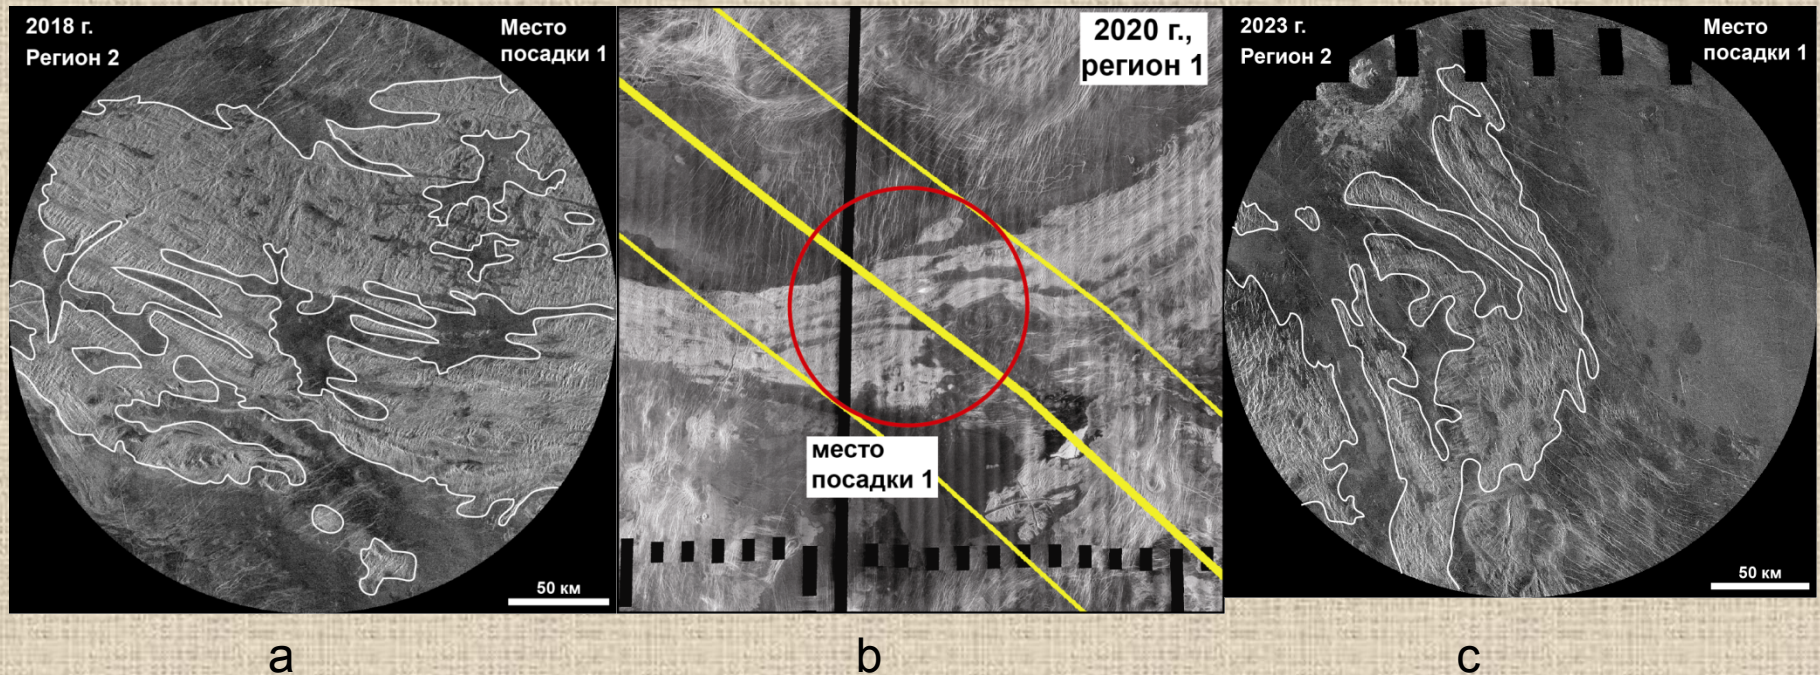 2018 г.
Регион 2
Место
посадки 1
50 км
2020 г.,
регион 1
место
посадки 1
2023 г.
Регион 2
Место
посадки 1
50 км
a
b
c